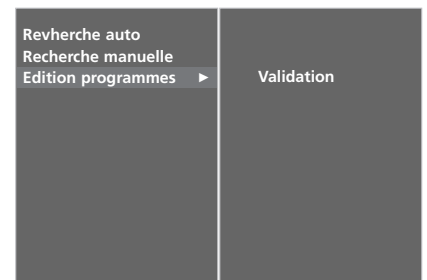 Revherche auto
Recherche manuelle
Edition programmes ►
Validation